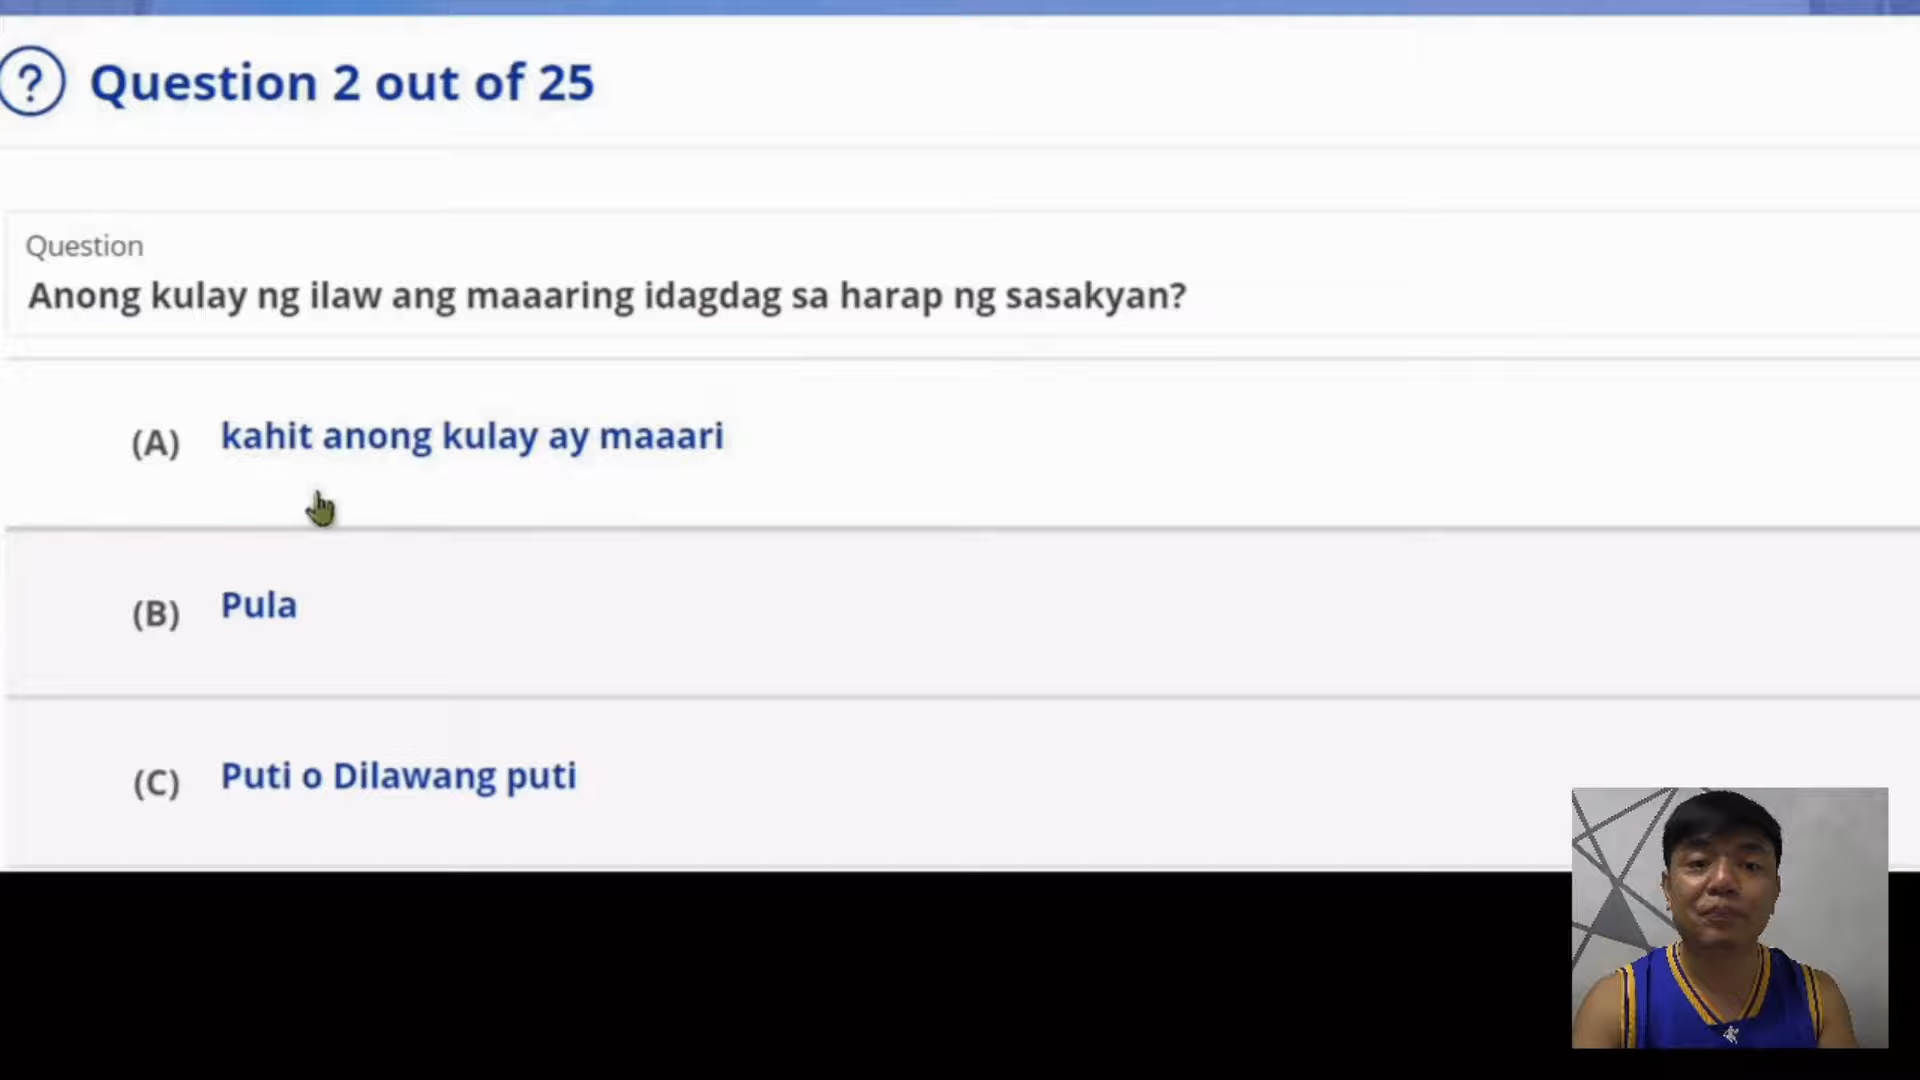 ? Question 2 out of 25
Question
Anong kulay ng ilaw ang maaaring idagdag sa harap ng sasakyan?
(A) kahit anong kulay ay maaari
(B) Pula
(C) Puti o Dilawang puti